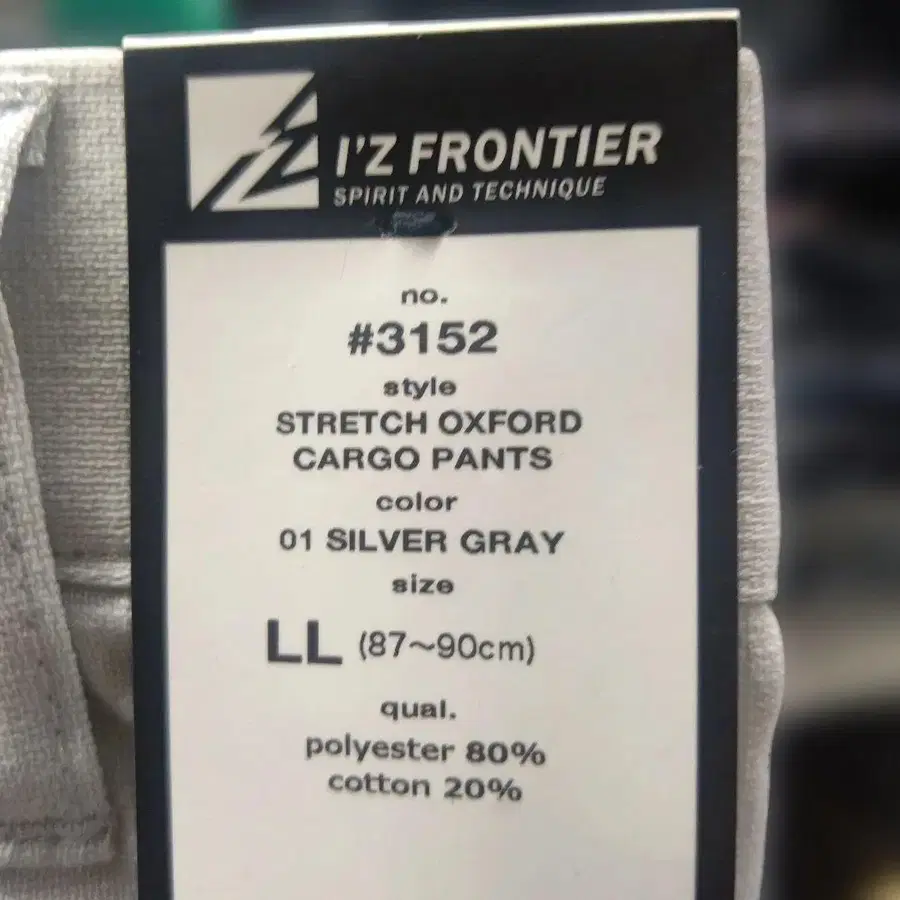 I'Z FRONTIER
SPIRIT AND TECHNIQUE
no.
#3152
style
STRETCH OXFORD
CARGO PANTS
color
01 SILVER GRAY
size
LL (87～90cm)
qual.
polyester 80%
cotton 20%